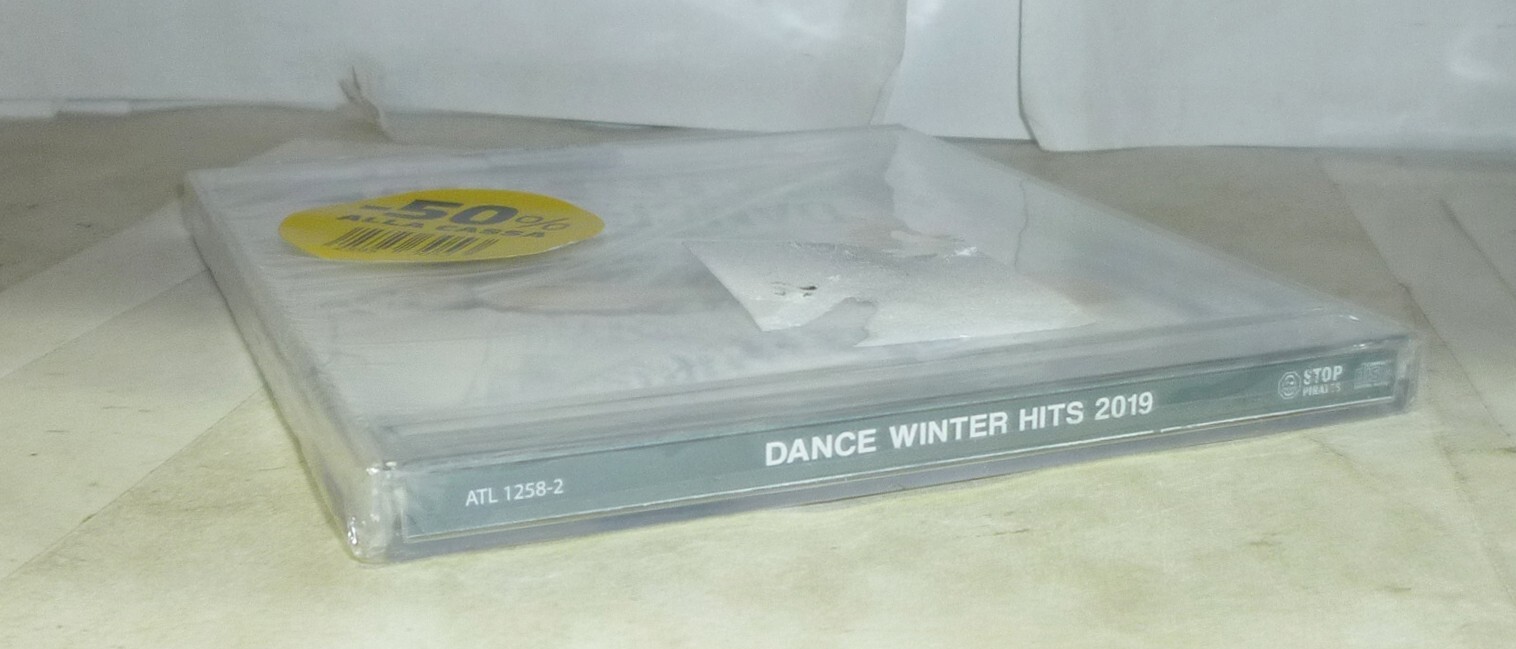 -50%
ALLA CASSA
ATL 1258-2
DANCE WINTER HITS 2019
STOP
PIRATES